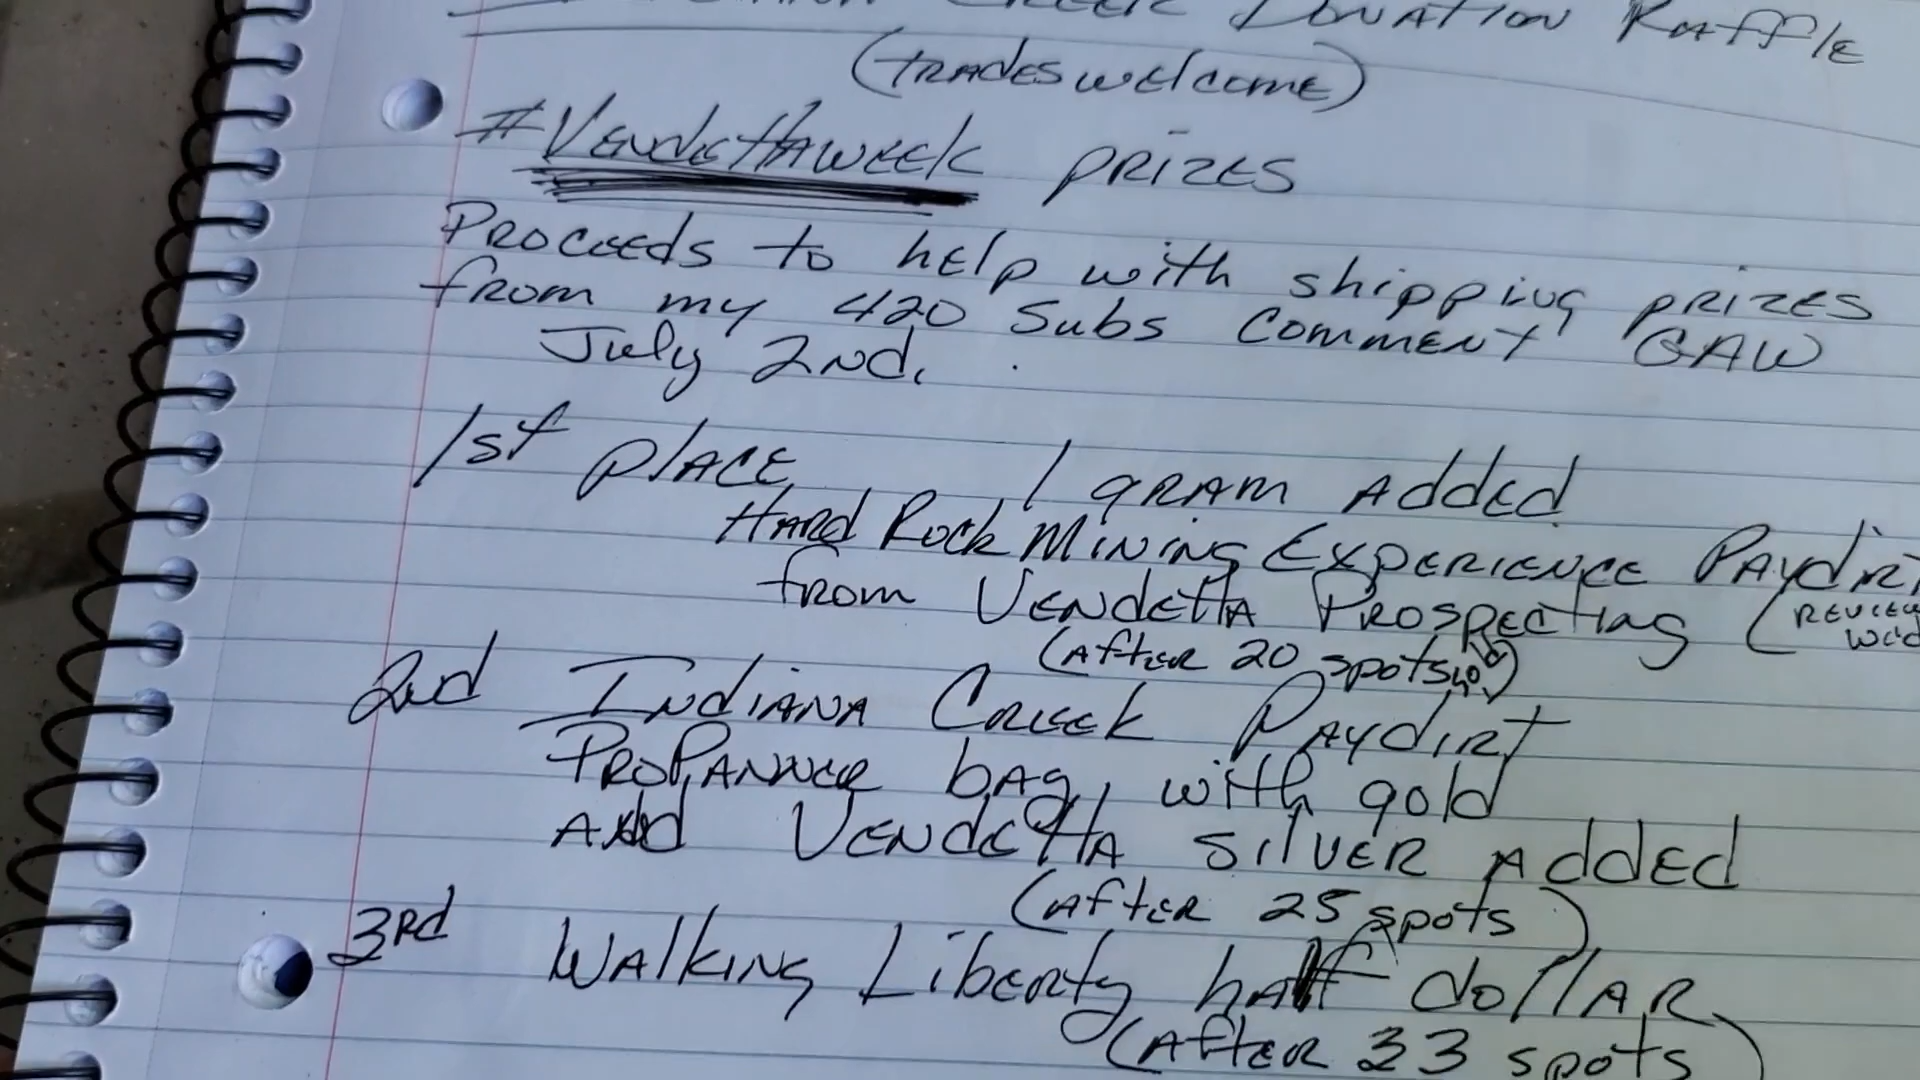 Creek Donation Raffle
(trades welcome)
#Vendettaweek prizes
Proceeds to help with shipping prizes
from my 420 Subs Comment GAW
July 2nd.
1st place 1 gram Added
Hard Rock Mining Experience Paydirt
from Vendetta Prospecting (
(After 20 spots)
2nd Indiana Creek Paydirt
ProPanner bag, with gold
And Vendetta silver Added
(After 25 spots)
3rd Walking Liberty half dollar
(After 33 spots)